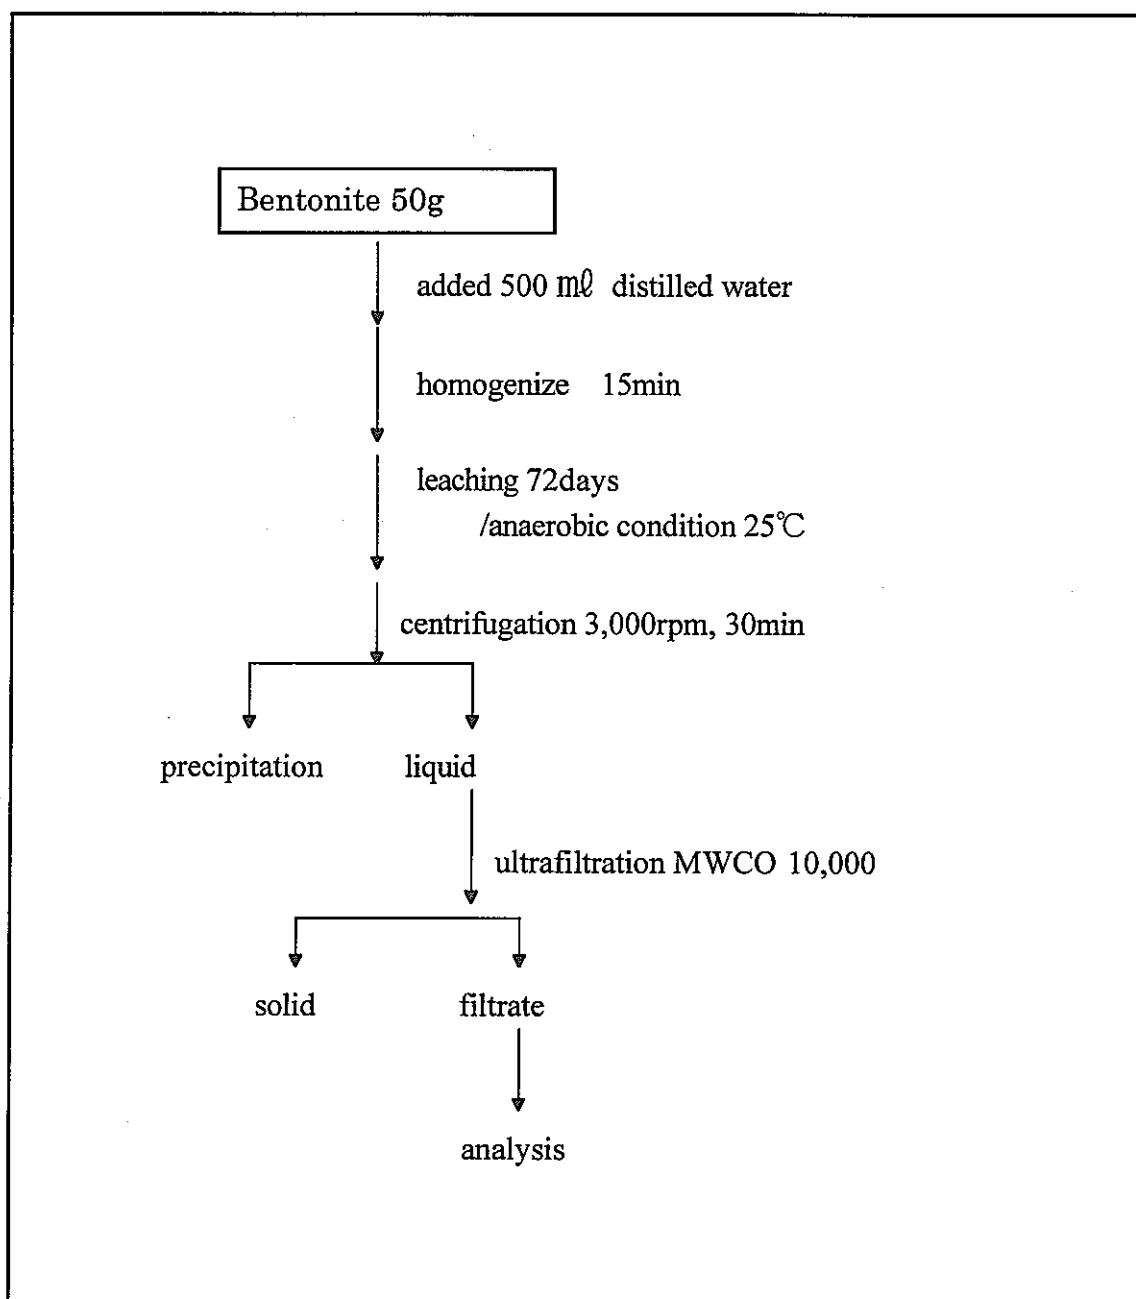 Bentonite 50g
added 500 mℓ distilled water
homogenize 15min
leaching 72days
/anaerobic condition 25℃
centrifugation 3,000rpm, 30min
precipitation liquid
ultrafiltration MWCO 10,000
solid filtrate
analysis